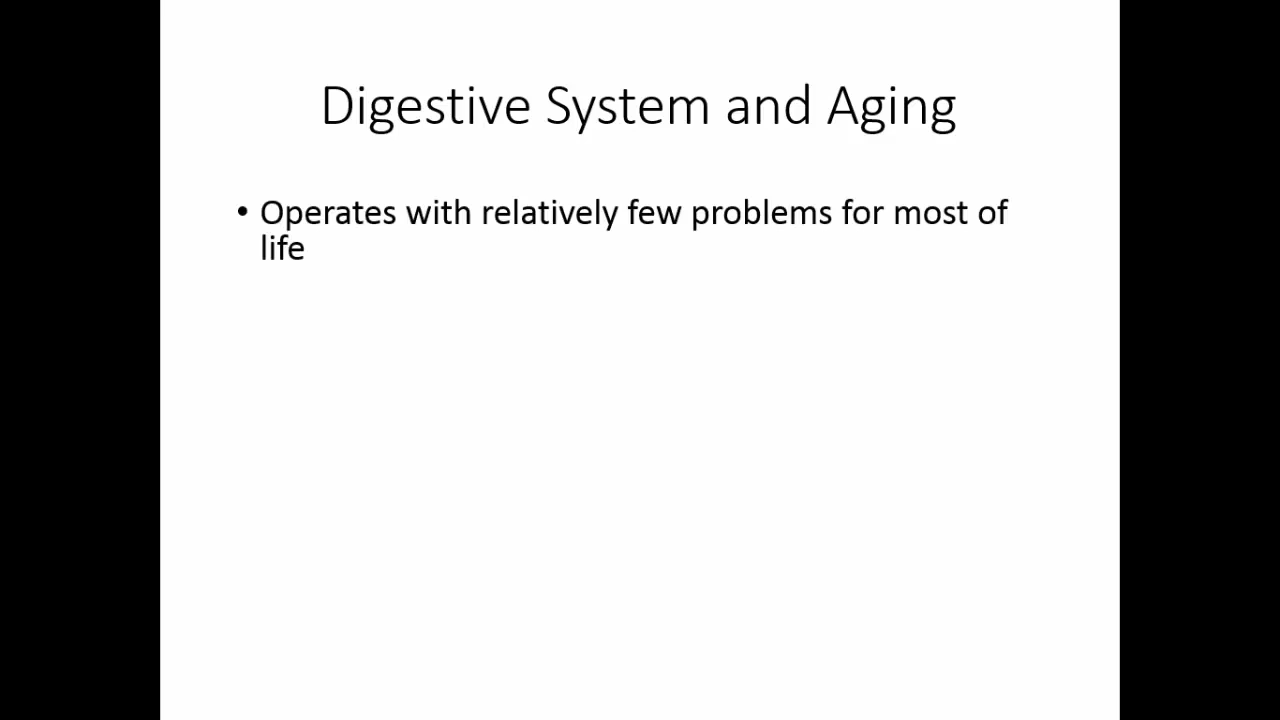 Digestive System and Aging
• Operates with relatively few problems for most of
life